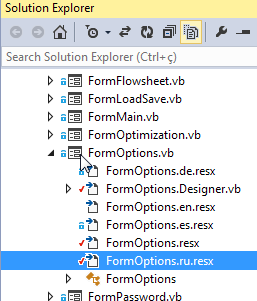 Solution Explorer
Search Solution Explorer (Ctrl+ç)
FormFlowsheet.vb
FormLoadSave.vb
FormMain.vb
FormOptimization.vb
FormOptions.vb
FormOptions.de.resx
FormOptions.Designer.vb
FormOptions.en.resx
FormOptions.es.resx
FormOptions.resx
FormOptions.ru.resx
FormOptions
FormPassword.vb